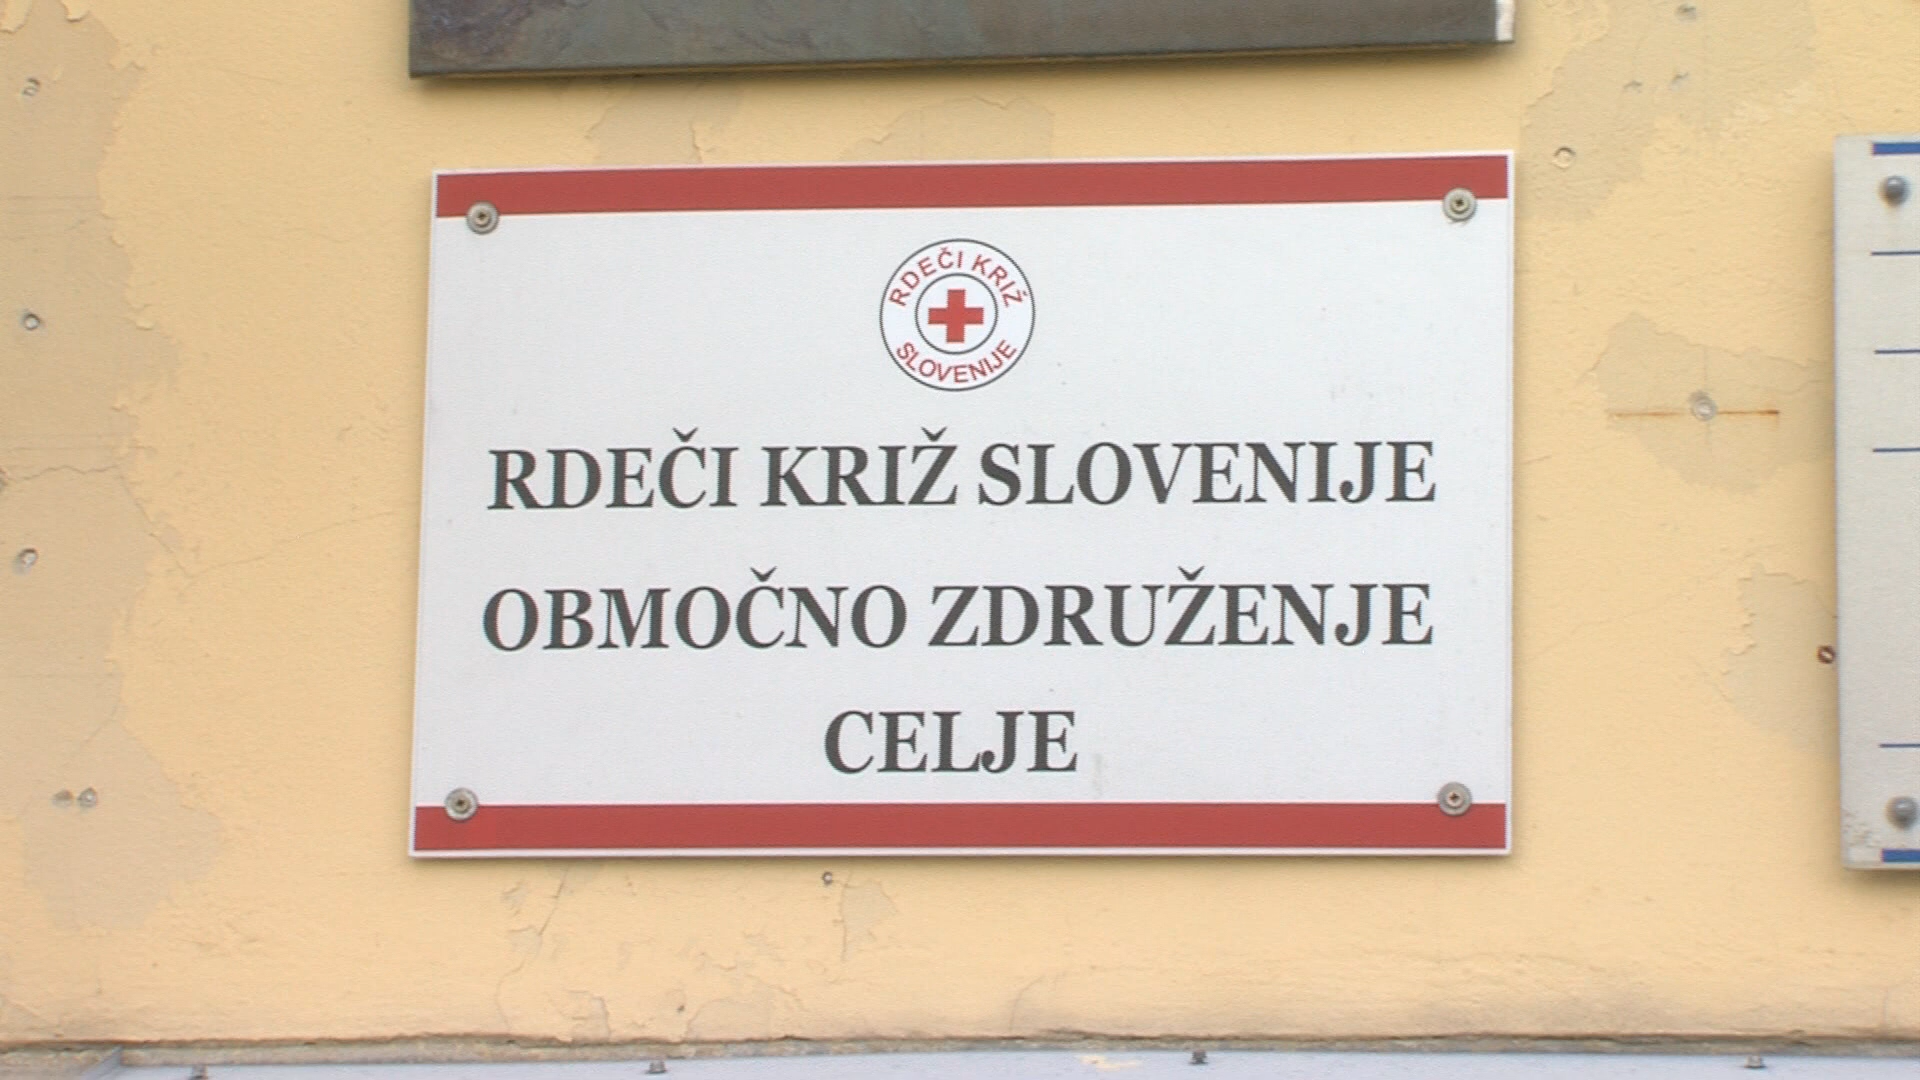 RDEČI KRIŽ
SLOVENIJE
RDEČI KRIŽ SLOVENIJE
OBMOČNO ZDRUŽENJE
CELJE